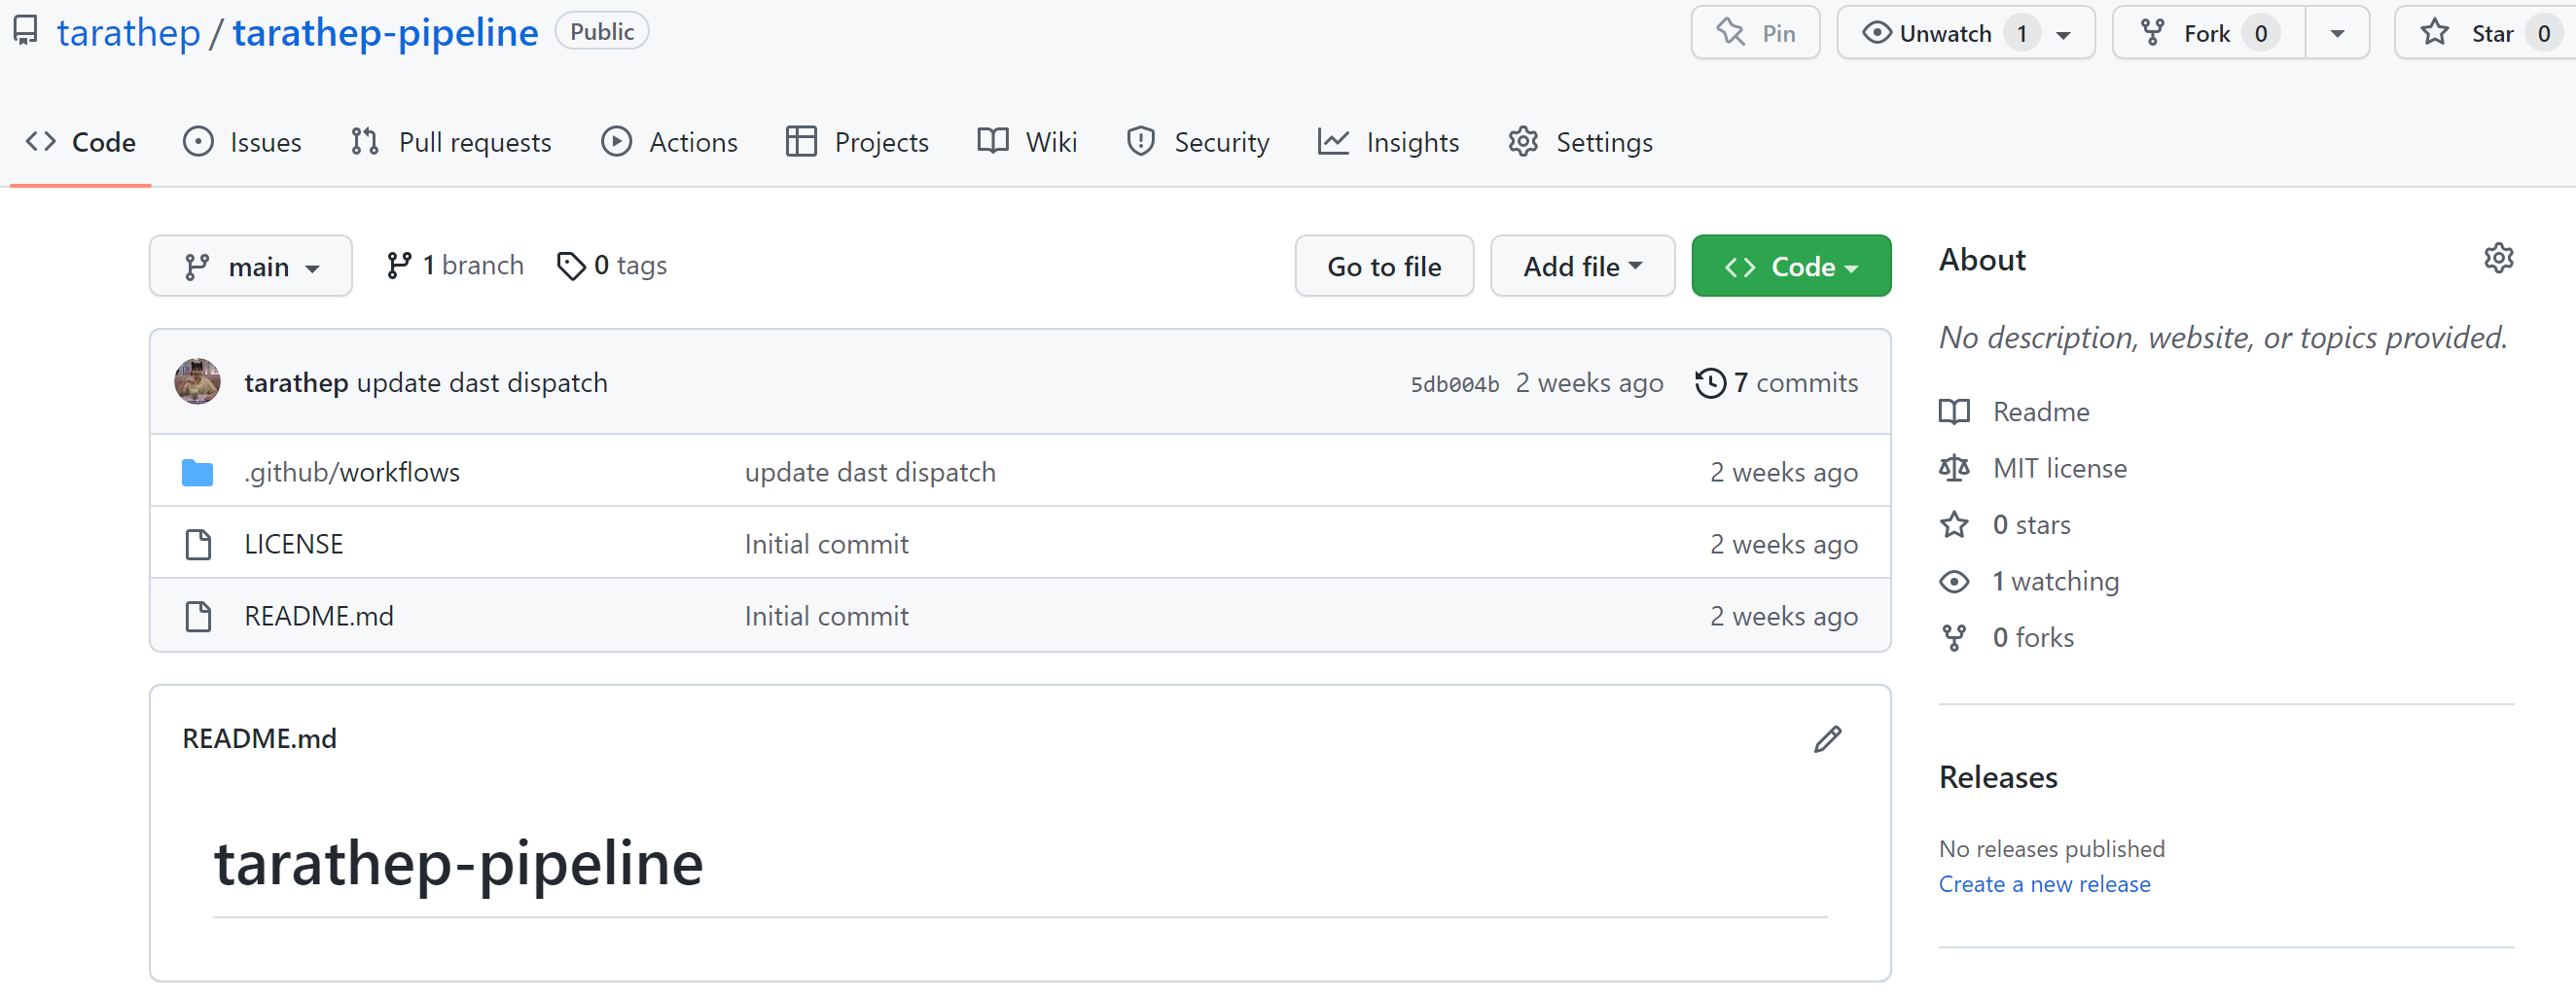 tarathep / tarathep-pipeline Public Pin Unwatch 1 Fork 0 Star 0
Code Issues Pull requests Actions Projects Wiki Security Insights Settings
main 1 branch 0 tags Go to file Add file Code
tarathep update dast dispatch 5db004b 2 weeks ago 7 commits
.github/workflows update dast dispatch 2 weeks ago
LICENSE Initial commit 2 weeks ago
README.md Initial commit 2 weeks ago
README.md
tarathep-pipeline
About
No description, website, or topics provided.
Readme
MIT license
0 stars
1 watching
0 forks
Releases
No releases published
Create a new release